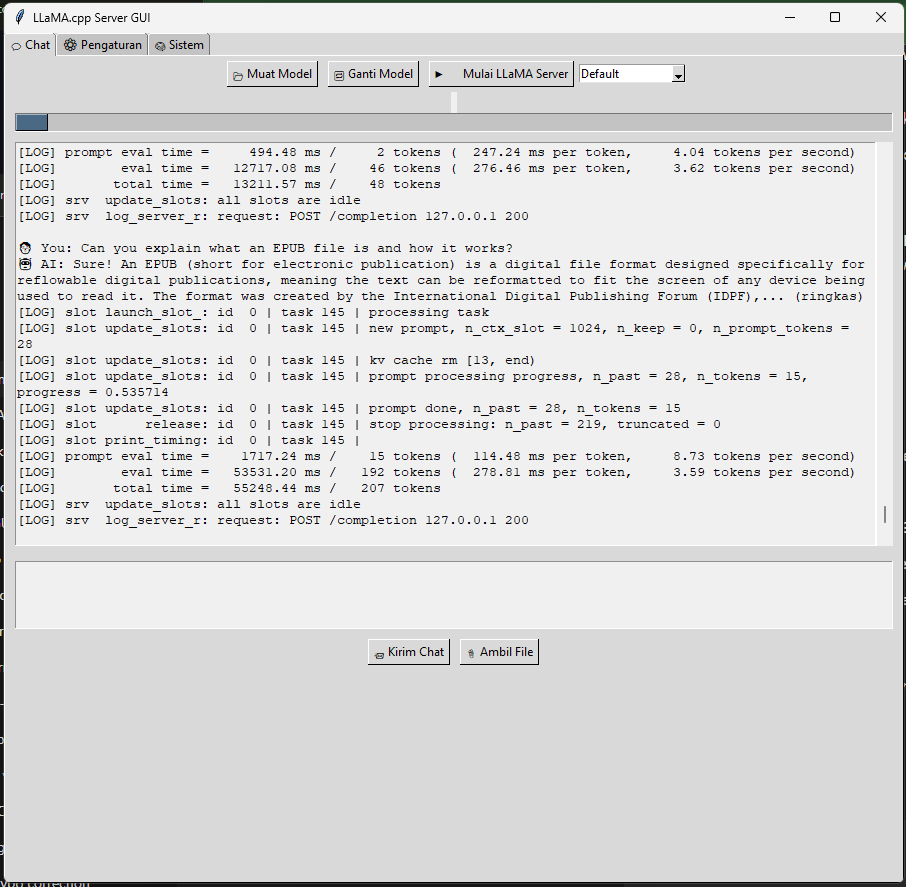 LLaMA.cpp Server GUI
Chat Pengaturan Sistem
Muat Model Ganti Model Mulai LLaMA Server Default
[LOG] prompt eval time =     494.48 ms /     2 tokens (  247.24 ms per token,     4.04 tokens per second)
[LOG]        eval time =   12717.08 ms /    46 tokens (  276.46 ms per token,     3.62 tokens per second)
[LOG]       total time =   13211.57 ms /    48 tokens
[LOG] srv  update_slots: all slots are idle
[LOG] srv  log_server_r: request: POST /completion 127.0.0.1 200
You: Can you explain what an EPUB file is and how it works?
AI: Sure! An EPUB (short for electronic publication) is a digital file format designed specifically for
reflowable digital publications, meaning the text can be reformatted to fit the screen of any device being
used to read it. The format was created by the International Digital Publishing Forum (IDPF),... (ringkas)
[LOG] slot launch_slot_: id  0 | task 145 | processing task
[LOG] slot update_slots: id  0 | task 145 | new prompt, n_ctx_slot = 1024, n_keep = 0, n_prompt_tokens =
28
[LOG] slot update_slots: id  0 | task 145 | kv cache rm [13, end)
[LOG] slot update_slots: id  0 | task 145 | prompt processing progress, n_past = 28, n_tokens = 15,
progress = 0.535714
[LOG] slot update_slots: id  0 | task 145 | prompt done, n_past = 28, n_tokens = 15
[LOG] slot      release: id  0 | task 145 | stop processing: n_past = 219, truncated = 0
[LOG] slot print_timing: id  0 | task 145 |
[LOG] prompt eval time =    1717.24 ms /    15 tokens (  114.48 ms per token,     8.73 tokens per second)
[LOG]        eval time =   53531.20 ms /   192 tokens (  278.81 ms per token,     3.59 tokens per second)
[LOG]       total time =   55248.44 ms /   207 tokens
[LOG] srv  update_slots: all slots are idle
[LOG] srv  log_server_r: request: POST /completion 127.0.0.1 200
Kirim Chat Ambil File